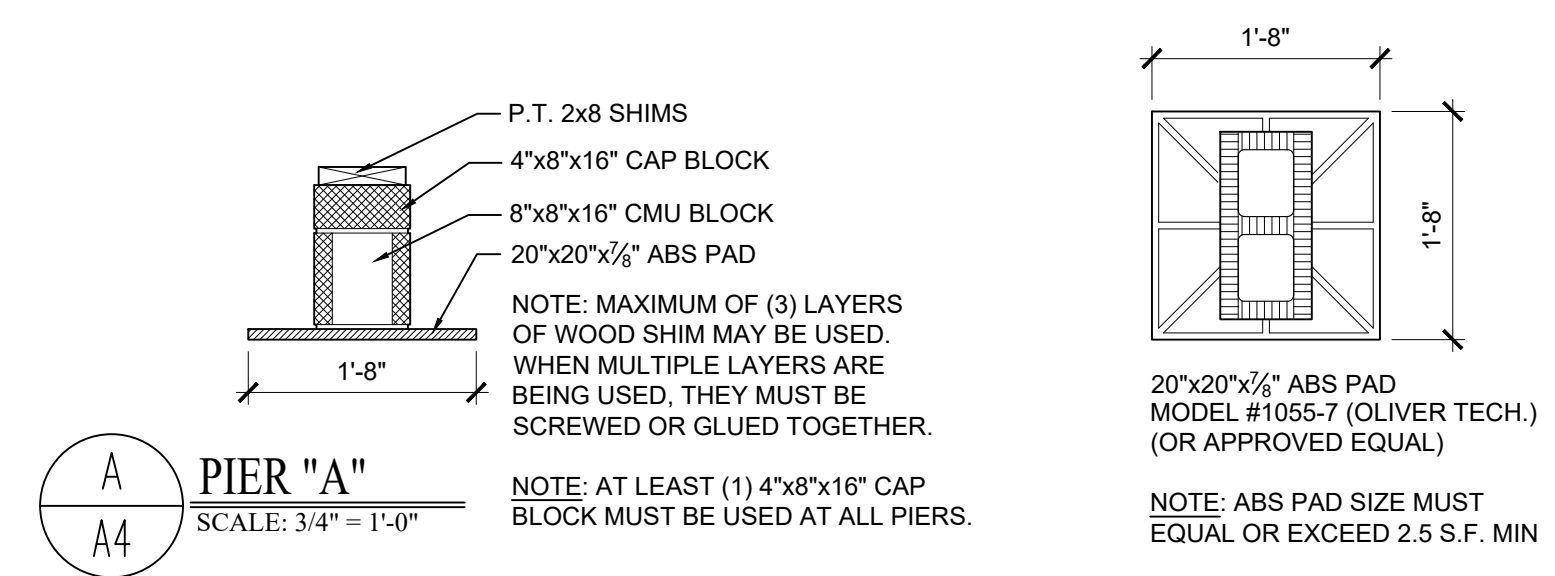 P.T. 2x8 SHIMS
4"x8"x16" CAP BLOCK
8"x8"x16" CMU BLOCK
20"x20"x⅞" ABS PAD
NOTE: MAXIMUM OF (3) LAYERS
OF WOOD SHIM MAY BE USED.
WHEN MULTIPLE LAYERS ARE
BEING USED, THEY MUST BE
SCREWED OR GLUED TOGETHER.
NOTE: AT LEAST (1) 4"x8"x16" CAP
BLOCK MUST BE USED AT ALL PIERS.
1'-8"
A
A4
PIER "A"
SCALE: 3/4" = 1'-0"
1'-8"
1'-8"
20"x20"x⅞" ABS PAD
MODEL #1055-7 (OLIVER TECH.)
(OR APPROVED EQUAL)
NOTE: ABS PAD SIZE MUST
EQUAL OR EXCEED 2.5 S.F. MIN